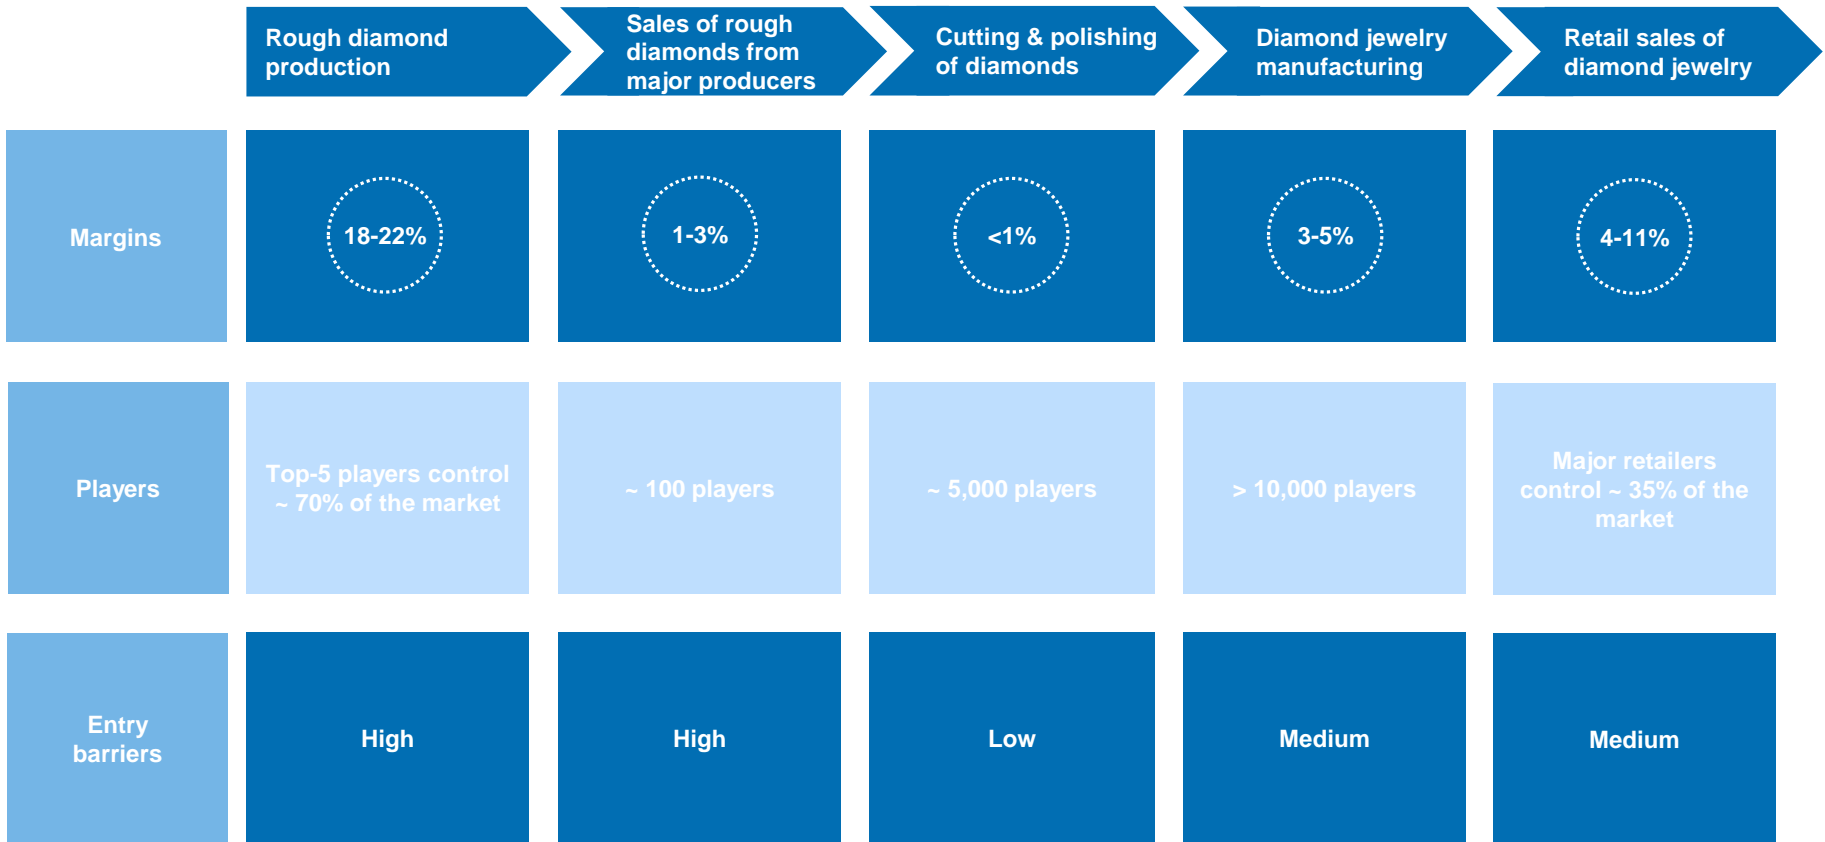 Rough diamond
production
Sales of rough
diamonds from
major producers
Cutting & polishing
of diamonds
Diamond jewelry
manufacturing
Retail sales of
diamond jewelry
Margins
18-22%
1-3%
<1%
3-5%
4-11%
Players
Top-5 players control
~ 70% of the market
~ 100 players
~ 5,000 players
> 10,000 players
Major retailers
control ~ 35% of the
market
Entry
barriers
High
High
Low
Medium
Medium